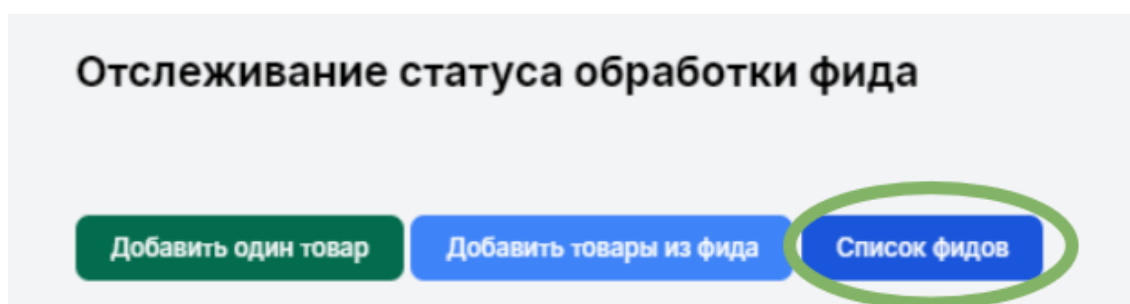 Отслеживание статуса обработки фида
Добавить один товар Добавить товары из фида Список фидов